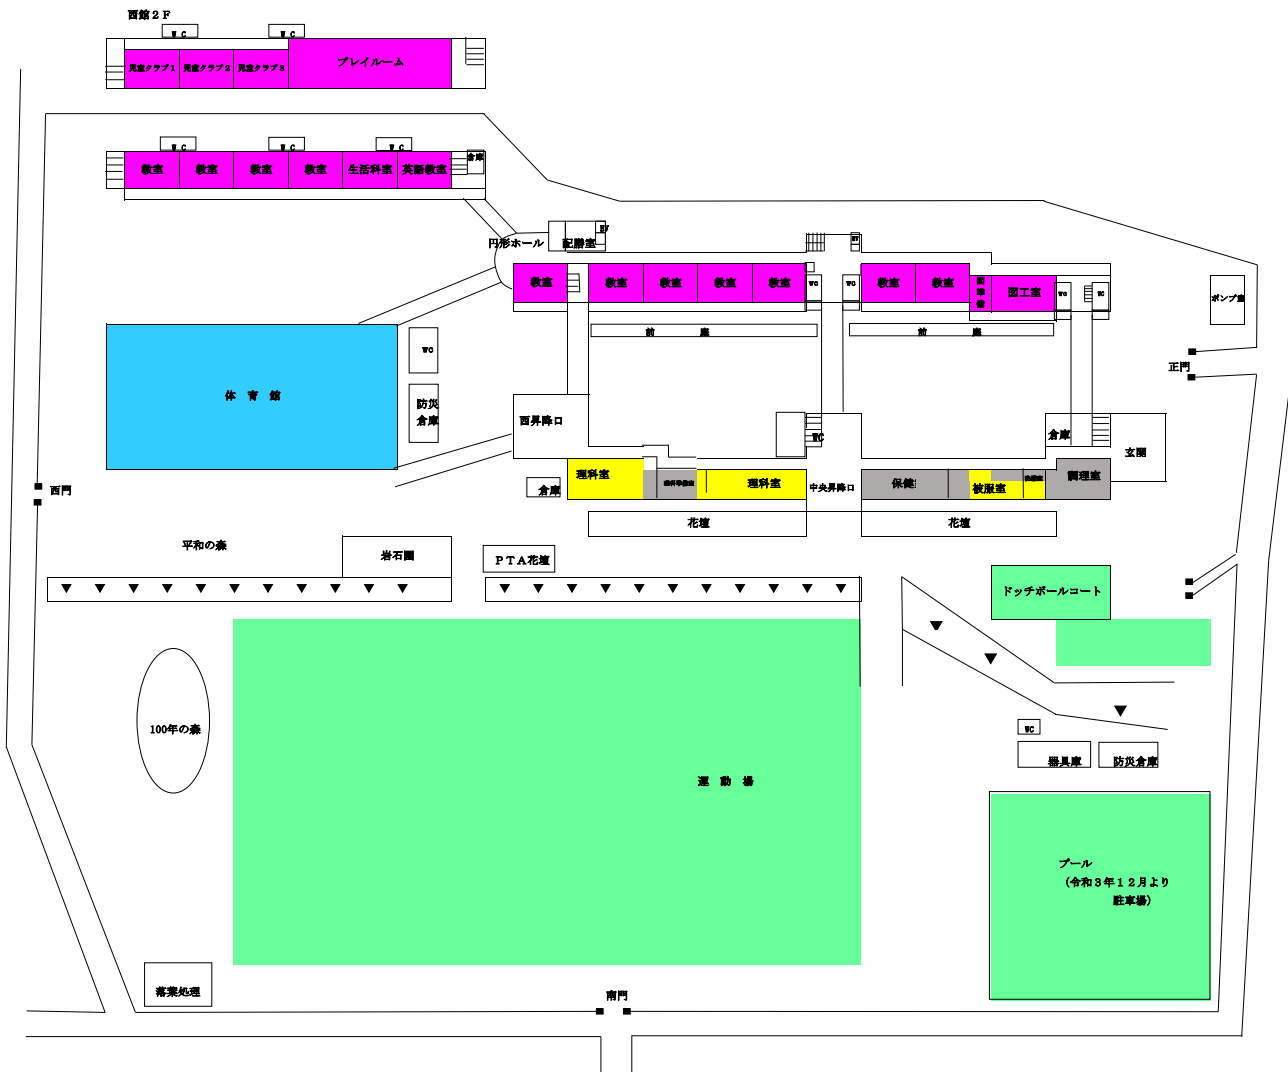 西館２Ｆ
ＷＣ
ＷＣ
児童クラブ１
児童クラブ２
児童クラブ３
プレイルーム
ＷＣ
ＷＣ
ＷＣ
倉庫
教室
教室
教室
教室
生活科室
英語教室
円形ホール
配膳室
EV
EV
教室
教室
教室
教室
教室
WC
WC
教室
教室
図工室
WC
WC
ポンプ室
前　庭
前　庭
WC
正門
体　育　館
防災
倉庫
西昇降口
WC
倉庫
玄関
理科室
理科室
中央昇降口
保健
被服室
調理室
西門
倉庫
花壇
花壇
平和の森
岩石園
ＰＴＡ花壇
ドッチボールコート
100年の森
WC
器具庫
防災倉庫
運　動　場
プール
（令和３年１２月より
駐車場）
落葉処理
南門